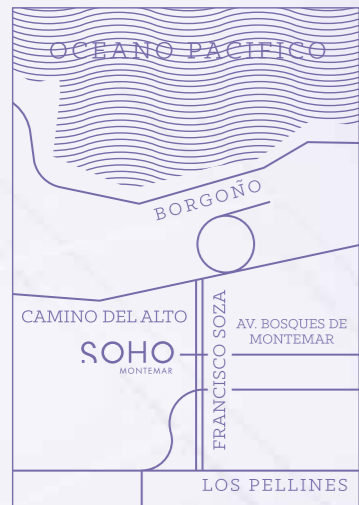 OCEANO PACIFICO
BORGOÑO
CAMINO DEL ALTO
FRANCISCO SOZA
AV. BOSQUES DE
MONTEMAR
SOHO
MONTEMAR
LOS PELLINES